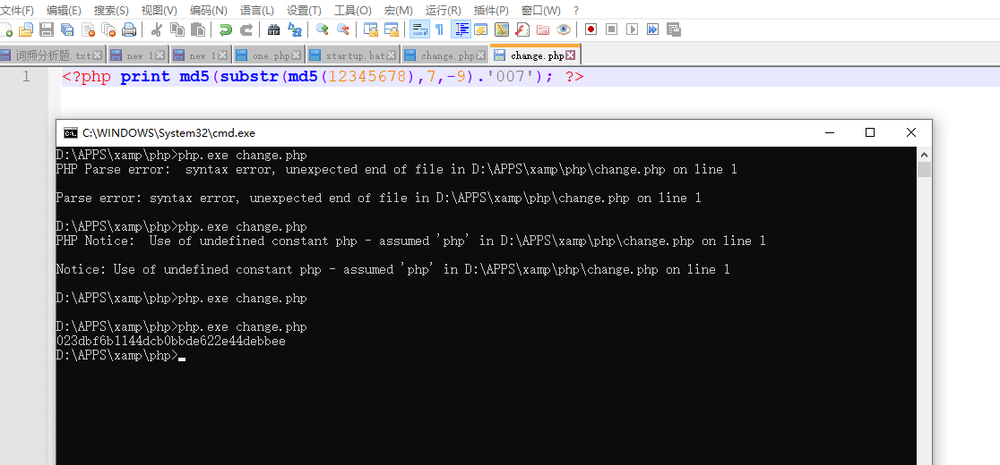 文件(F) 编辑(E) 搜索(S) 视图(V) 编码(N) 语言(L) 设置(T) 工具(O) 宏(M) 运行(R) 插件(P) 窗口(W) ?
词频分析题.txt new 1 new 1 one.php startup.bat change.php change.php
1 <?php print md5(substr(md5(12345678),7,-9).'007'); ?>
C:\WINDOWS\System32\cmd.exe
D:\APPS\xamp\php>php.exe change.php
PHP Parse error:  syntax error, unexpected end of file in D:\APPS\xamp\php\change.php on line 1
Parse error: syntax error, unexpected end of file in D:\APPS\xamp\php\change.php on line 1
D:\APPS\xamp\php>php.exe change.php
PHP Notice:  Use of undefined constant php - assumed 'php' in D:\APPS\xamp\php\change.php on line 1
Notice: Use of undefined constant php - assumed 'php' in D:\APPS\xamp\php\change.php on line 1
D:\APPS\xamp\php>php.exe change.php
D:\APPS\xamp\php>php.exe change.php
023dbf6b1144dcb0bbde622e44debbee
D:\APPS\xamp\php>